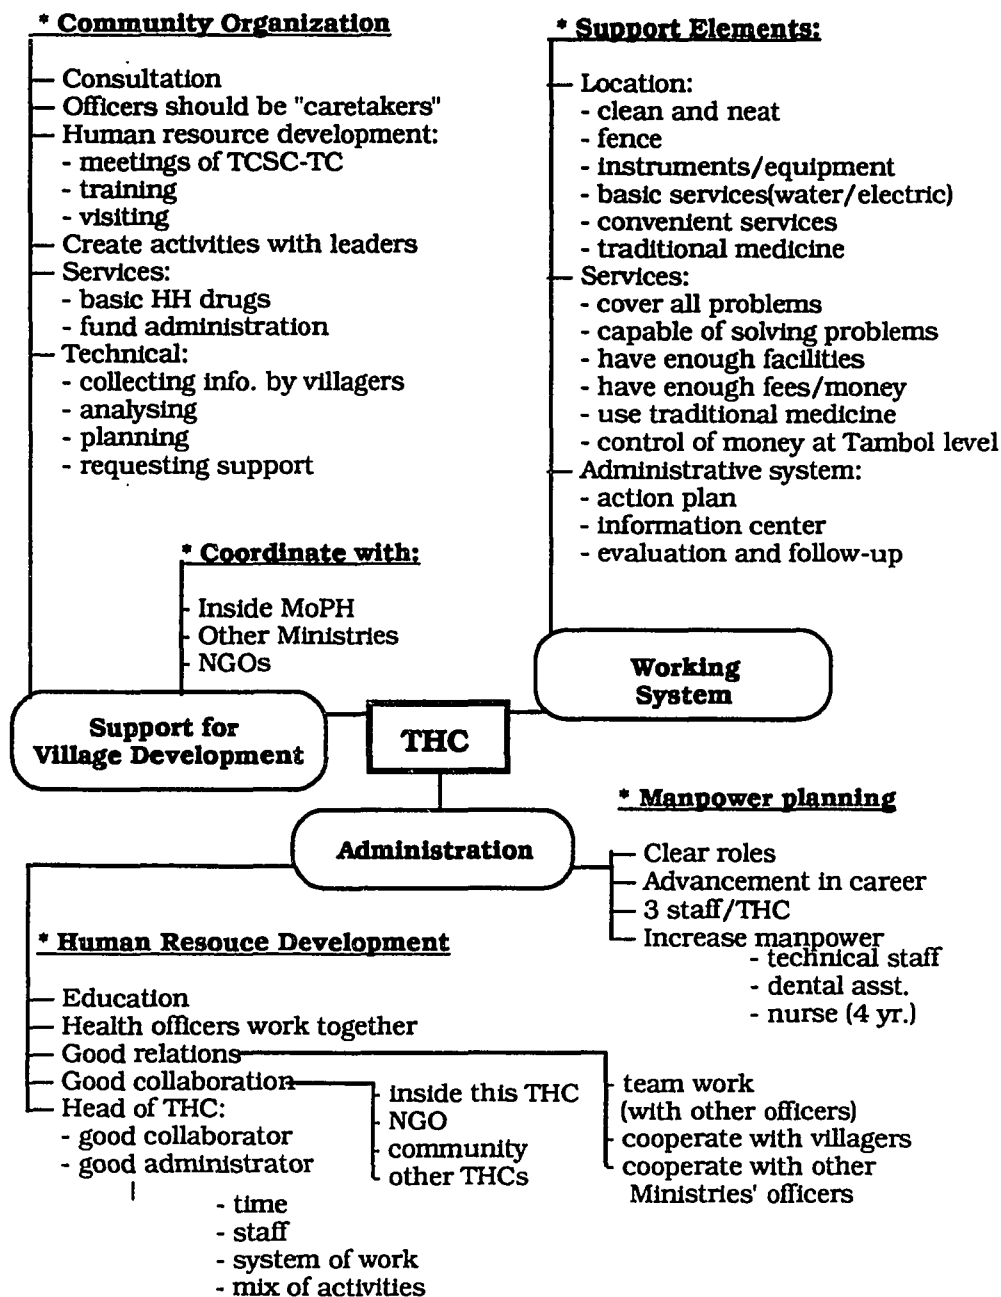 * Community Organization
Consultation
Officers should be "caretakers"
Human resource development:
- meetings of TCSC-TC
- training
- visiting
Create activities with leaders
Services:
- basic HH drugs
- fund administration
Technical:
- collecting info. by villagers
- analysing
- planning
- requesting support
* Support Elements:
Location:
- clean and neat
- fence
- instruments/equipment
- basic services(water/electric)
- convenient services
- traditional medicine
Services:
- cover all problems
- capable of solving problems
- have enough facilities
- have enough fees/money
- use traditional medicine
- control of money at Tambol level
Administrative system:
- action plan
- information center
- evaluation and follow-up
* Coordinate with:
- Inside MoPH
- Other Ministries
- NGOs
Working
System
Support for
Village Development
THC
Administration
* Manpower planning
Clear roles
Advancement in career
3 staff/THC
Increase manpower
- technical staff
- dental asst.
- nurse (4 yr.)
* Human Resouce Development
Education
Health officers work together
Good relations
Good collaboration
Head of THC:
- good collaborator
- good administrator
- time
- staff
- system of work
- mix of activities
inside this THC
NGO
community
other THCs
team work
(with other officers)
cooperate with villagers
cooperate with other
Ministries' officers